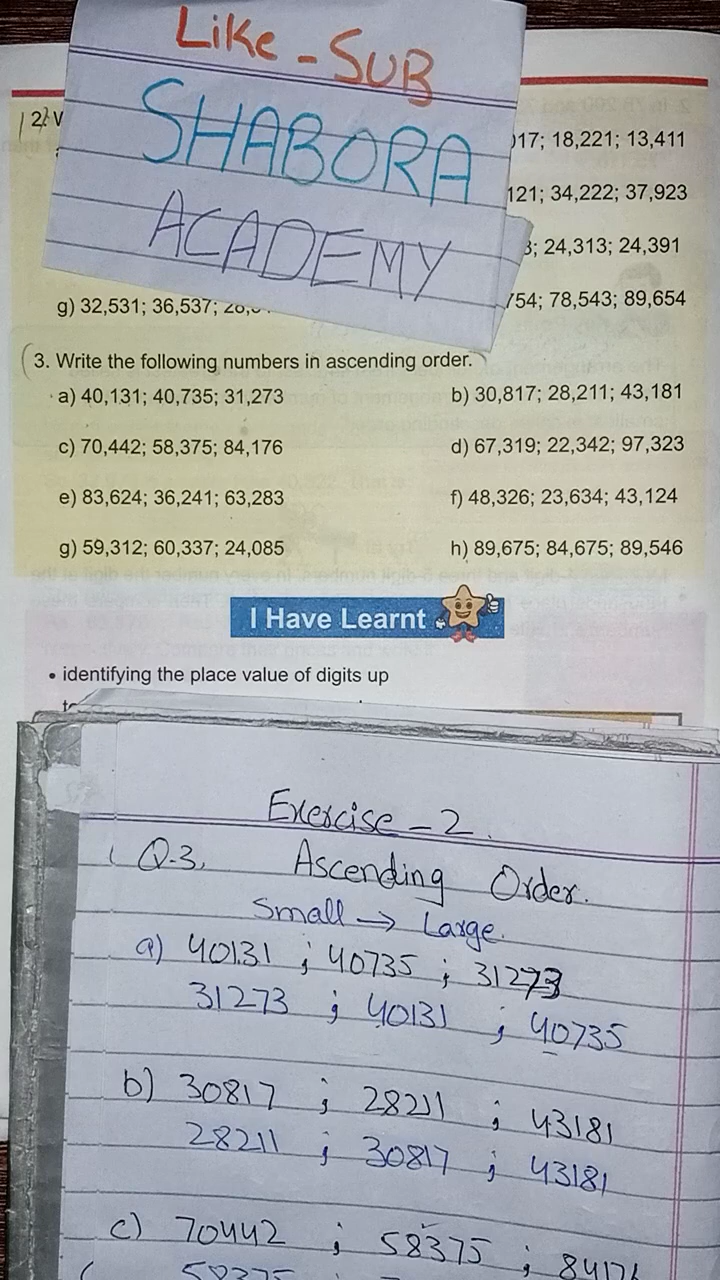 Like - SUB
SHABORA
ACADEMY
2. 
17; 18,221; 13,411
121; 34,222; 37,923
; 24,313; 24,391
754; 78,543; 89,654
g) 32,531; 36,537;
3. Write the following numbers in ascending order.
a) 40,131; 40,735; 31,273 b) 30,817; 28,211; 43,181
c) 70,442; 58,375; 84,176 d) 67,319; 22,342; 97,323
e) 83,624; 36,241; 63,283 f) 48,326; 23,634; 43,124
g) 59,312; 60,337; 24,085 h) 89,675; 84,675; 89,546
I Have Learnt
• identifying the place value of digits up
Exercise - 2.
Q.3. Ascending Order.
Small → Large.
a) 40131 ; 40735 ; 31273
31273 ; 40131 ; 40735
b) 30817 ; 28211 ; 43181
28211 ; 30817 ; 43181
c) 70442 ; 58375 ; 84176
58375 ;